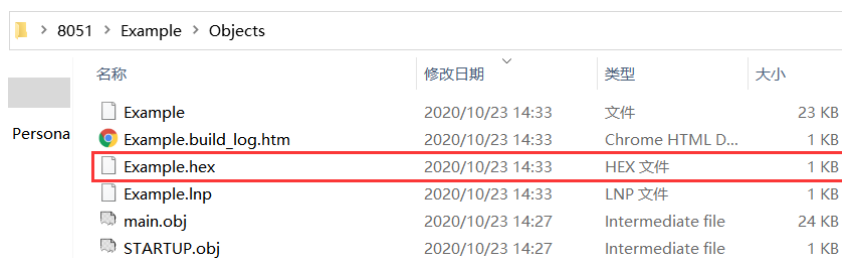 8051 > Example > Objects
名称 修改日期 类型 大小
Example 2020/10/23 14:33 文件 23 KB
Persona
Example.build_log.htm 2020/10/23 14:33 Chrome HTML D... 1 KB
Example.hex 2020/10/23 14:33 HEX 文件 1 KB
Example.lnp 2020/10/23 14:33 LNP 文件 1 KB
main.obj 2020/10/23 14:27 Intermediate file 24 KB
STARTUP.obj 2020/10/23 14:27 Intermediate file 1 KB